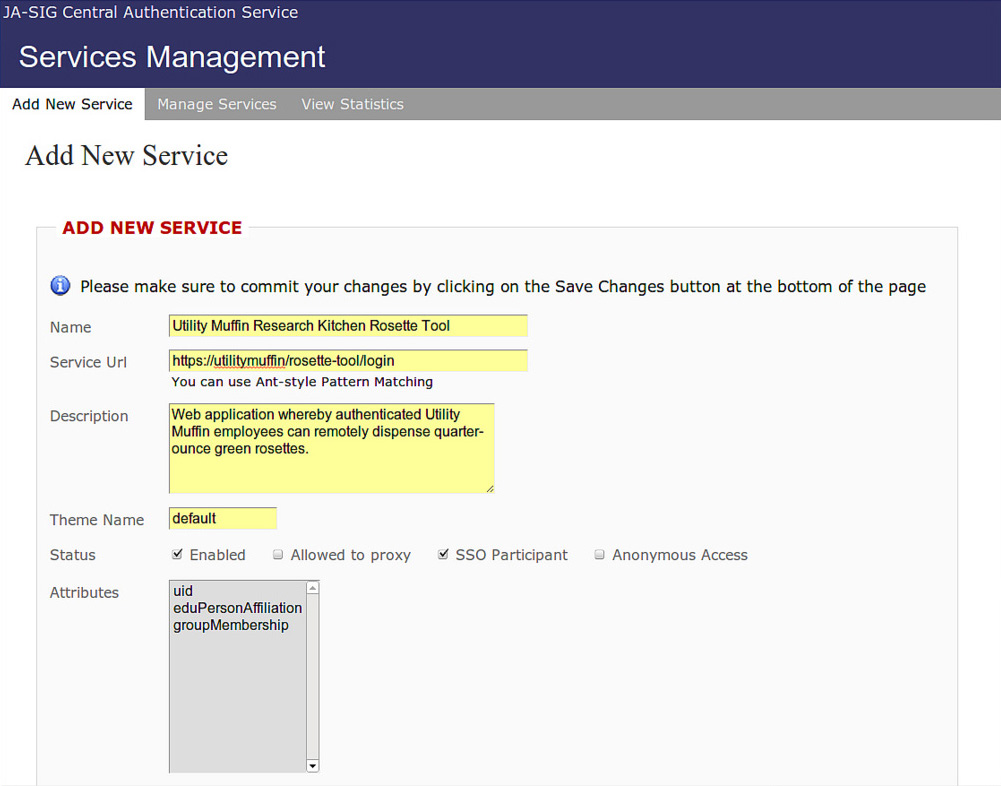 JA-SIG Central Authentication Service
Services Management
Add New Service Manage Services View Statistics
Add New Service
ADD NEW SERVICE
Please make sure to commit your changes by clicking on the Save Changes button at the bottom of the page
Name Utility Muffin Research Kitchen Rosette Tool
Service Url https://utilitymuffin/rosette-tool/login
You can use Ant-style Pattern Matching
Description Web application whereby authenticated Utility
Muffin employees can remotely dispense quarter-
ounce green rosettes.
Theme Name default
Status Enabled Allowed to proxy SSO Participant Anonymous Access
Attributes uid
eduPersonAffiliation
groupMembership